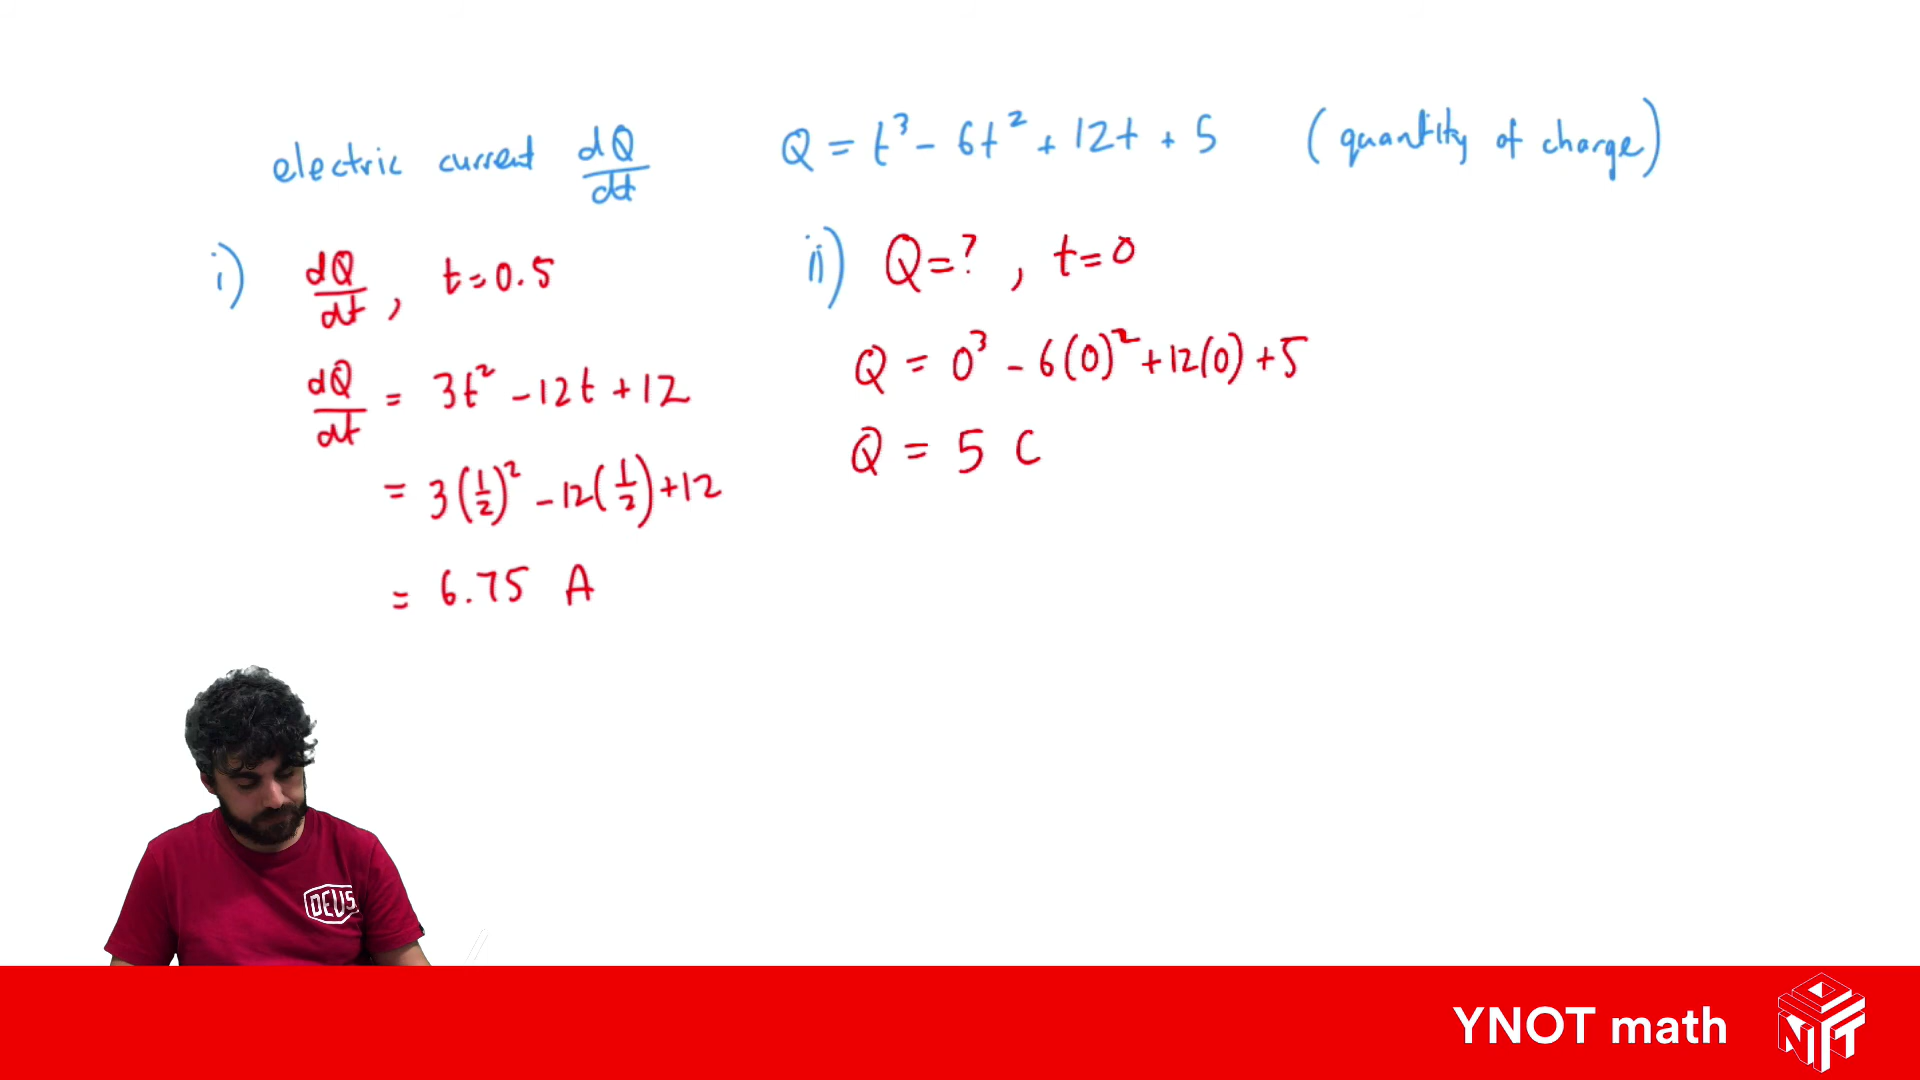 electric current dQ/dt
Q = t³ - 6t² + 12t + 5 (quantity of charge)
i) dQ/dt, t=0.5
dQ/dt = 3t² - 12t + 12
= 3(1/2)² - 12(1/2) + 12
= 6.75 A
ii) Q=?, t=0
Q = 0³ - 6(0)² + 12(0) + 5
Q = 5 C
DEUS
YNOT math
YNOT